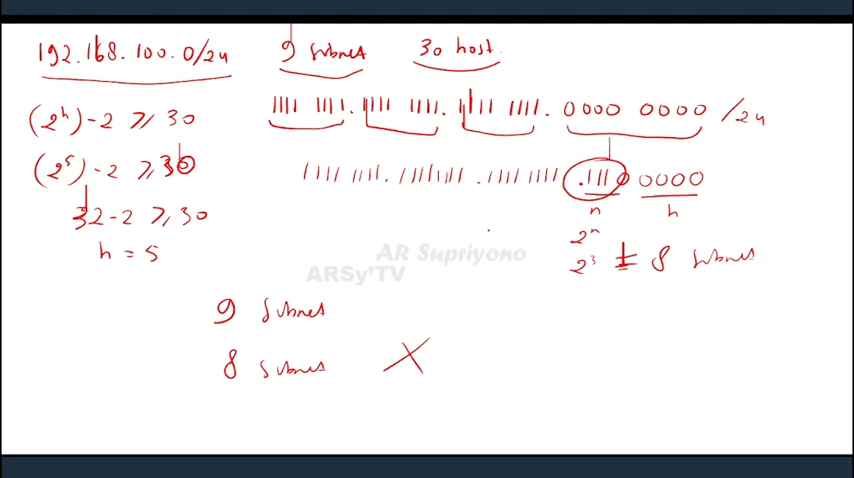 192.168.100.0/24 9 subnet 30 host.
1111 1111.1111 1111.1111 1111.0000 0000 /24
(2^h)-2 ≥ 30
(2^5)-2 ≥ 30
1111 1111.11111111.1111 1111.1110 0000
n h
32-2 ≥ 30
2^n
h = 5
2^3 = 8 subnet
AR Supriyono
ARSy'TV
9 subnet
8 subnet X